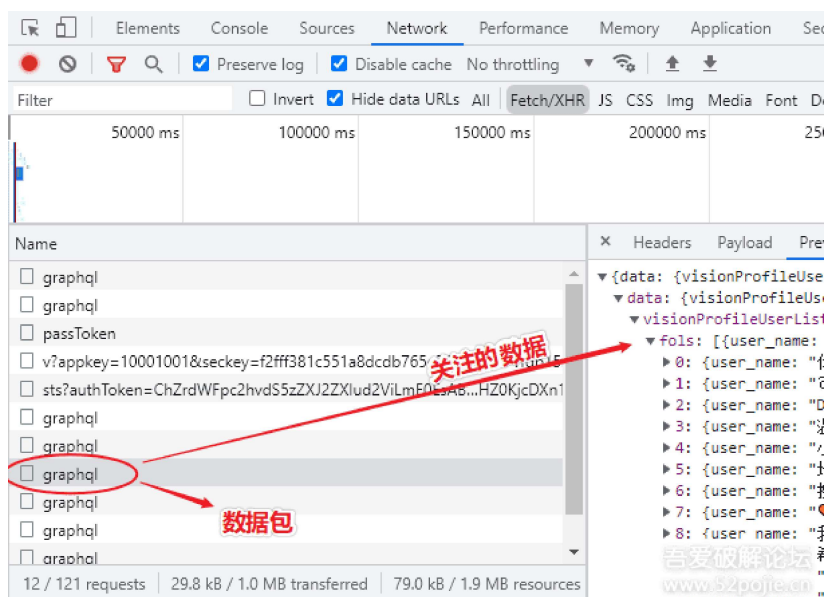 Elements Console Sources Network Performance Memory Application Sec
Preserve log Disable cache No throttling
Filter Invert Hide data URLs All Fetch/XHR JS CSS Img Media Font D
50000 ms 100000 ms 150000 ms 200000 ms 25
Name
× Headers Payload Pre
graphql
graphql
passToken
v?appkey=10001001&seckey=f2fff381c551a8dcdb765
sts?authToken=ChZrdWFpc2hvdS5zZXJ2ZXIud2ViLmF0EsAB...HZ0KjcDXn1
graphql
graphql
graphql
graphql
graphql
graphql
关注的数据
数据包
▼{data: {visionProfileUse
▼data: {visionProfileUs
▼visionProfileUserList
▼fols: [{user_name:
▶0: {user_name: "
▶1: {user_name: "
▶2: {user_name: "D
▶3: {user_name: "
▶4: {user_name: "
▶5: {user_name: "
▶6: {user_name: "
▶7: {user_name: "
▶8: {user_name: "
吾爱破解论坛
www.52pojie.cn
12 / 121 requests 29.8 kB / 1.0 MB transferred 79.0 kB / 1.9 MB resources